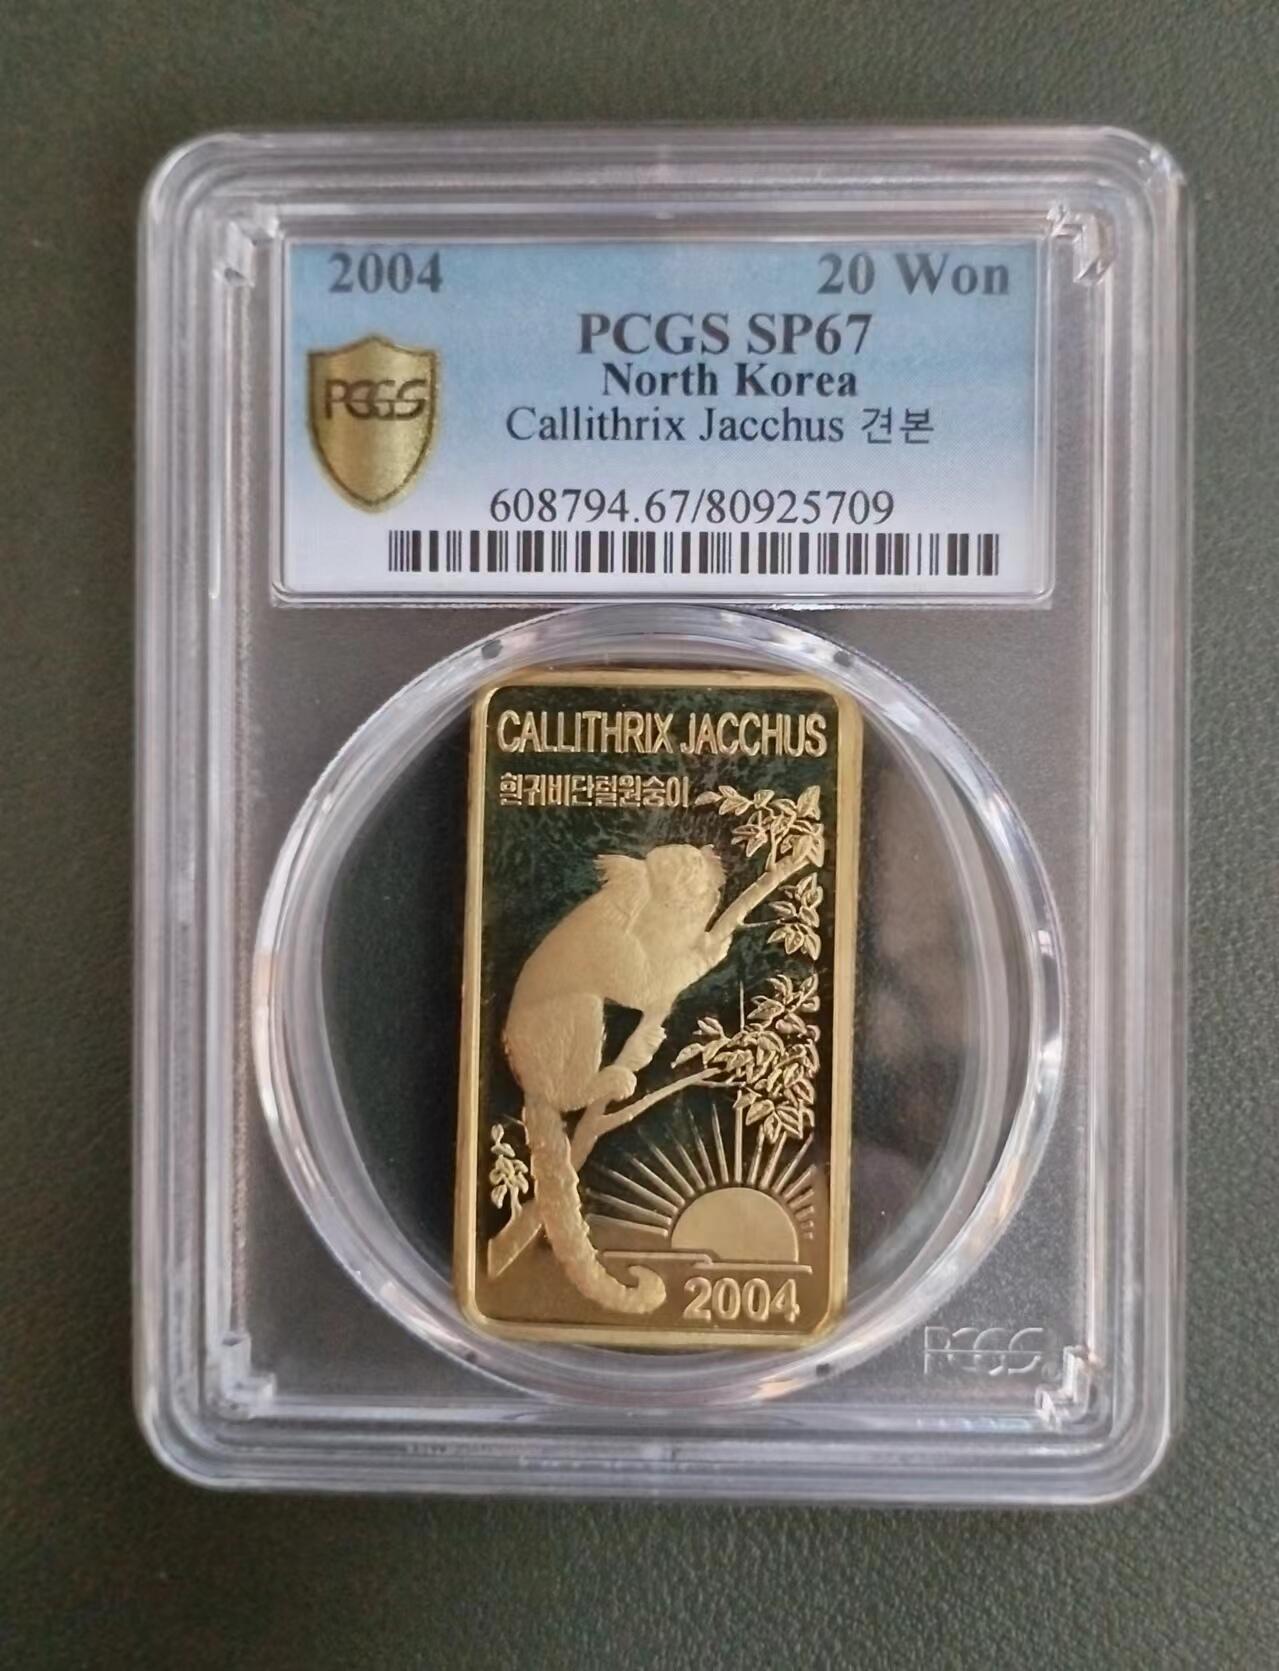 2004 20 Won
PCGS SP67
North Korea
PCGS
Callithrix Jacchus 견본
608794.67/80925709
CALLITHRIX JACCHUS
흰귀비단털원숭이
2004
PCGS